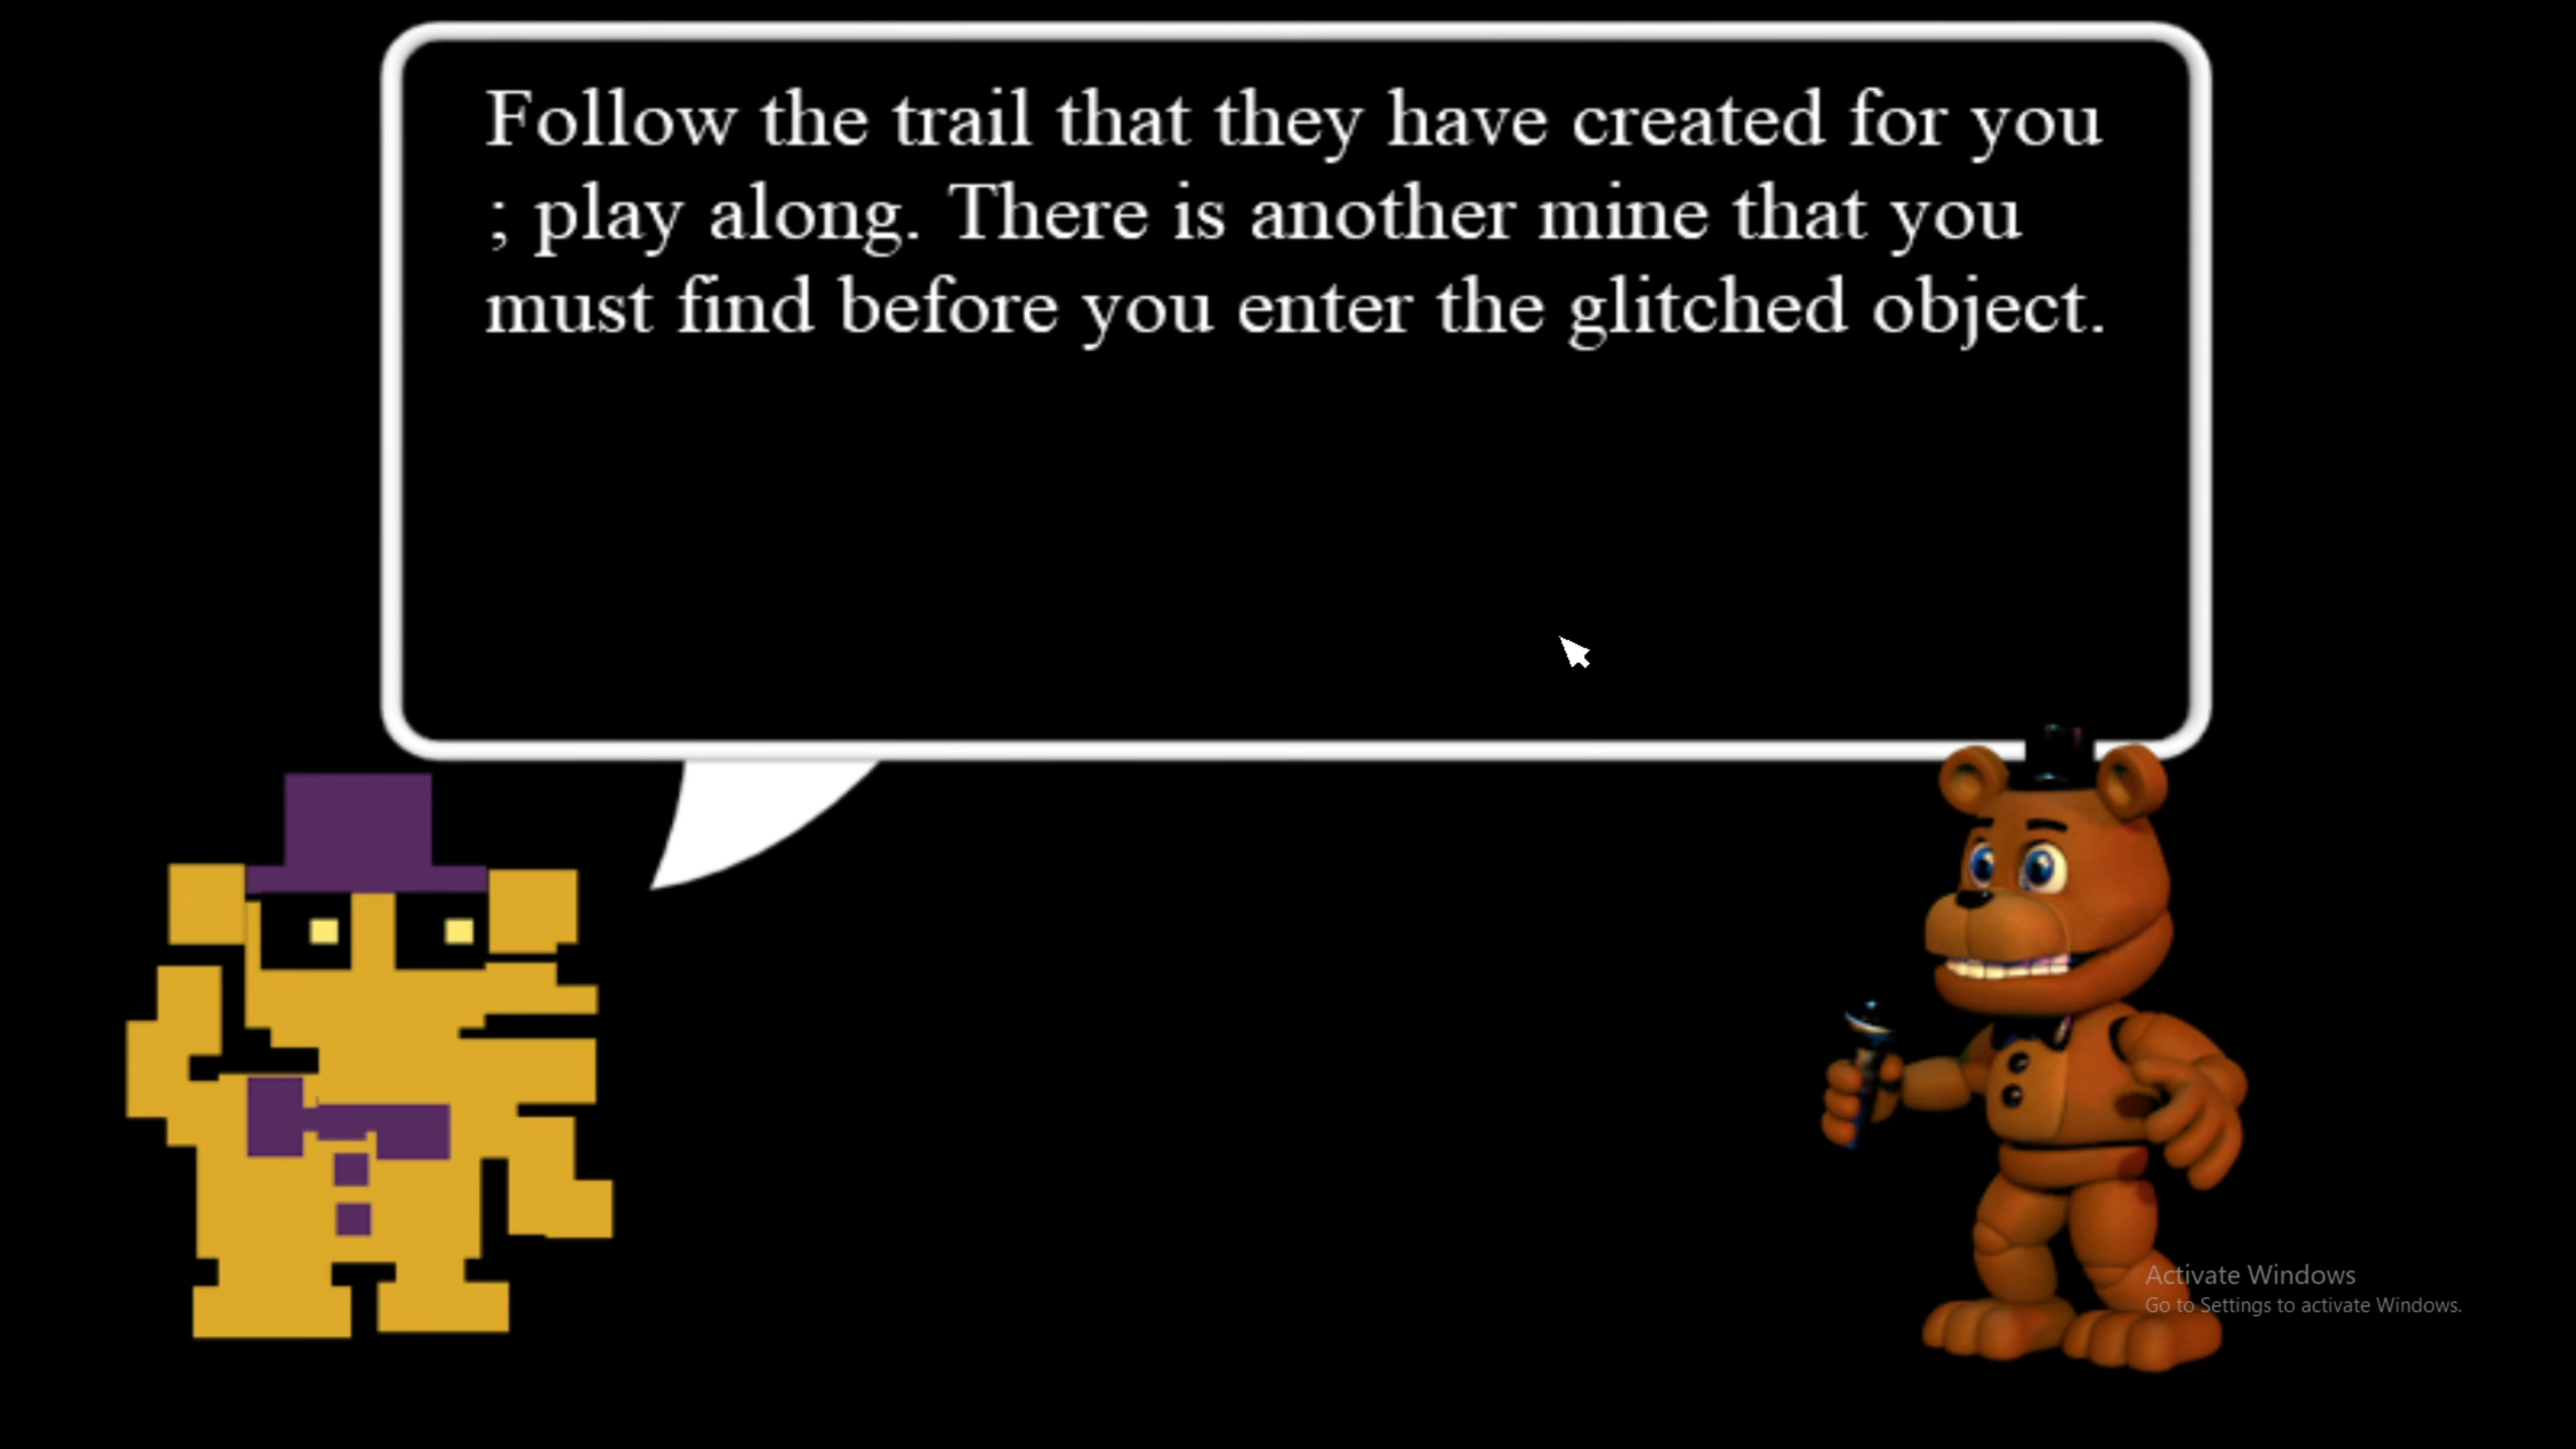 Follow the trail that they have created for you
; play along. There is another mine that you
must find before you enter the glitched object.
Activate Windows
Go to Settings to activate Windows.